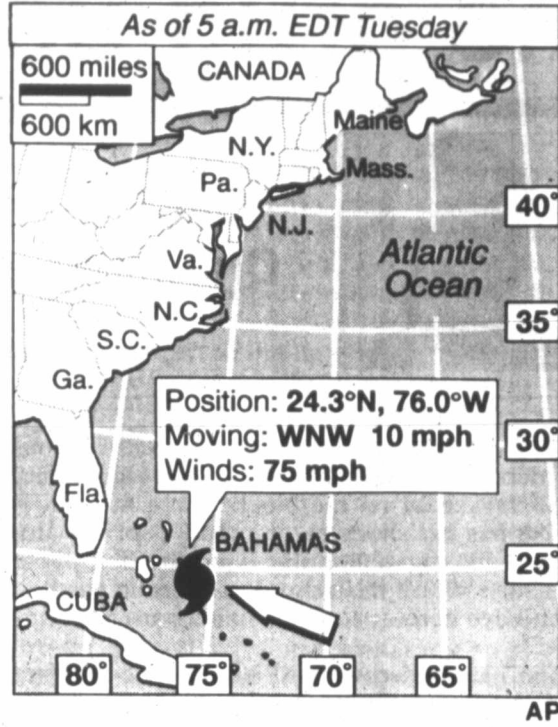 As of 5 a.m. EDT Tuesday
600 miles
600 km
CANADA
Maine
N.Y.
Mass.
Pa.
40°
N.J.
Va.
Atlantic
Ocean
N.C.
35°
S.C.
Ga.
Position: 24.3°N, 76.0°W
Moving: WNW 10 mph
Winds: 75 mph
30°
Fla.
BAHAMAS
25°
CUBA
80°
75°
70°
65°
AP